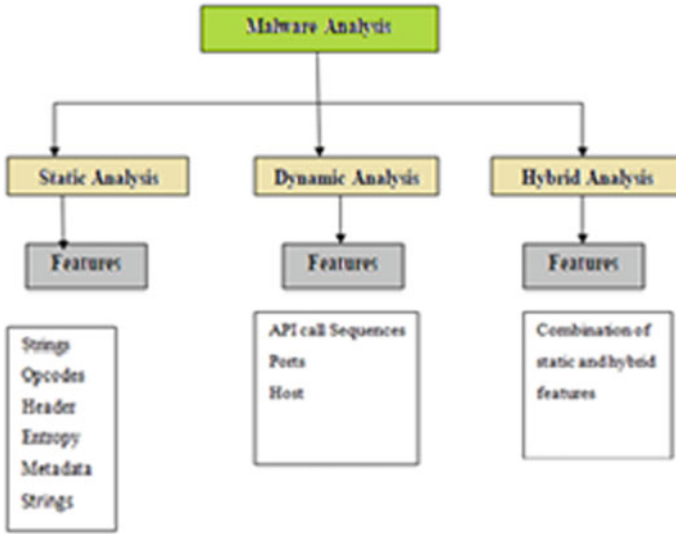 Malware Analysis
Static Analysis
Dynamic Analysis
Hybrid Analysis
Features
Features
Features
Strings
Opcodes
Header
Entropy
Metadata
Strings
API call Sequences
Ports
Host
Combination of
static and hybrid
features